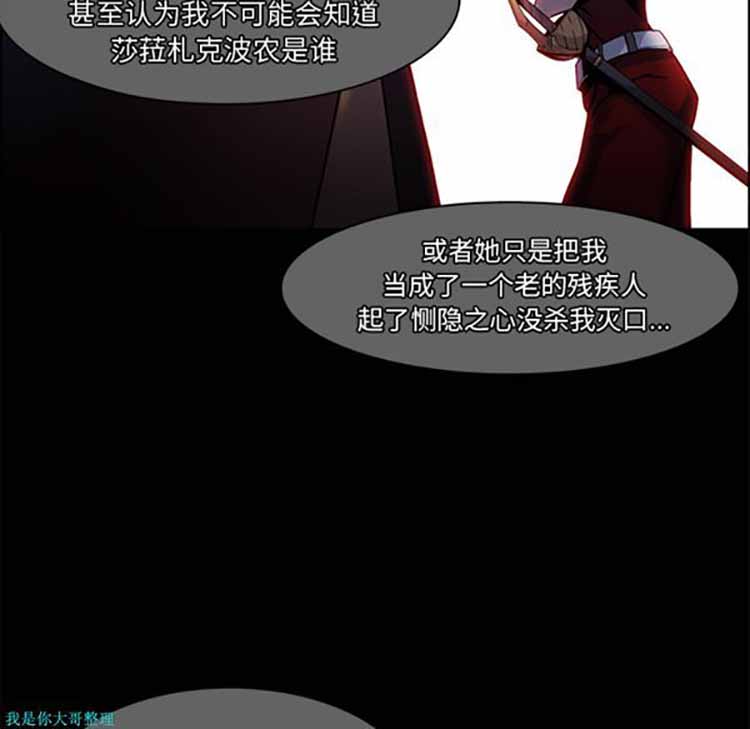 甚至认为我不可能会知道
莎菈札克波农是谁
或者她只是把我
当成了一个老的残疾人
起了恻隐之心没杀我灭口...
我是你大哥整理